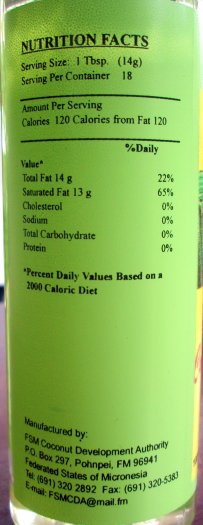 NUTRITION FACTS
Serving Size: 1 Tbsp. (14g)
Serving Per Container 18
Amount Per Serving
Calories 120 Calories from Fat 120
%Daily
Value*
Total Fat 14 g 22%
Saturated Fat 13 g 65%
Cholesterol 0%
Sodium 0%
Total Carbohydrate 0%
Protein 0%
*Percent Daily Values Based on a
2000 Caloric Diet
Manufactured by:
FSM Coconut Development Authority
P.O. Box 297, Pohnpei, FM 96941
Federated States of Micronesia
Tel: (691) 320 2892 Fax: (691) 320-5383
E-mail: FSMCDA@mail.fm